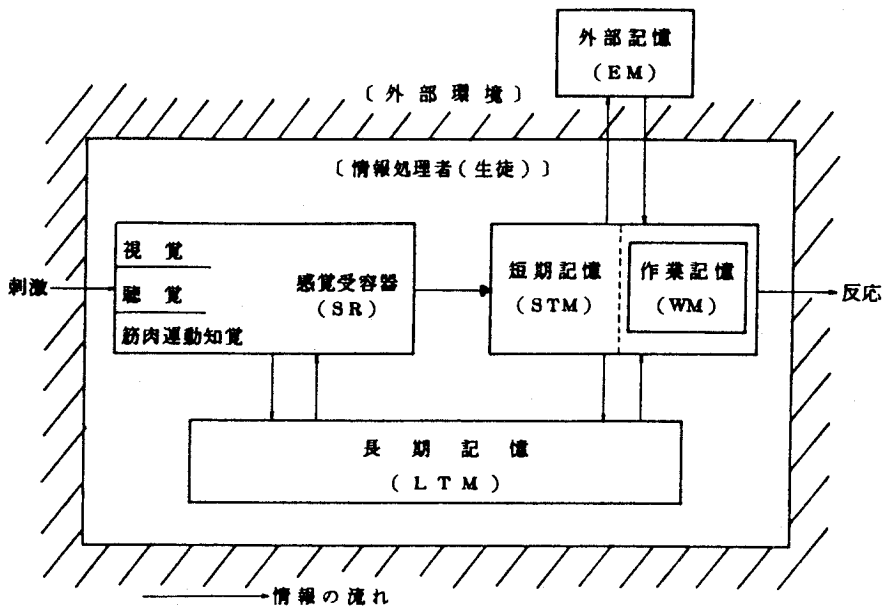 外部記憶
(EM)
〔外部環境〕
〔情報処理者(生徒)〕
視覚
聴覚
筋肉運動知覚
感覚受容器
(SR)
短期記憶
(STM)
作業記憶
(WM)
刺激
反応
長期記憶
(LTM)
情報の流れ